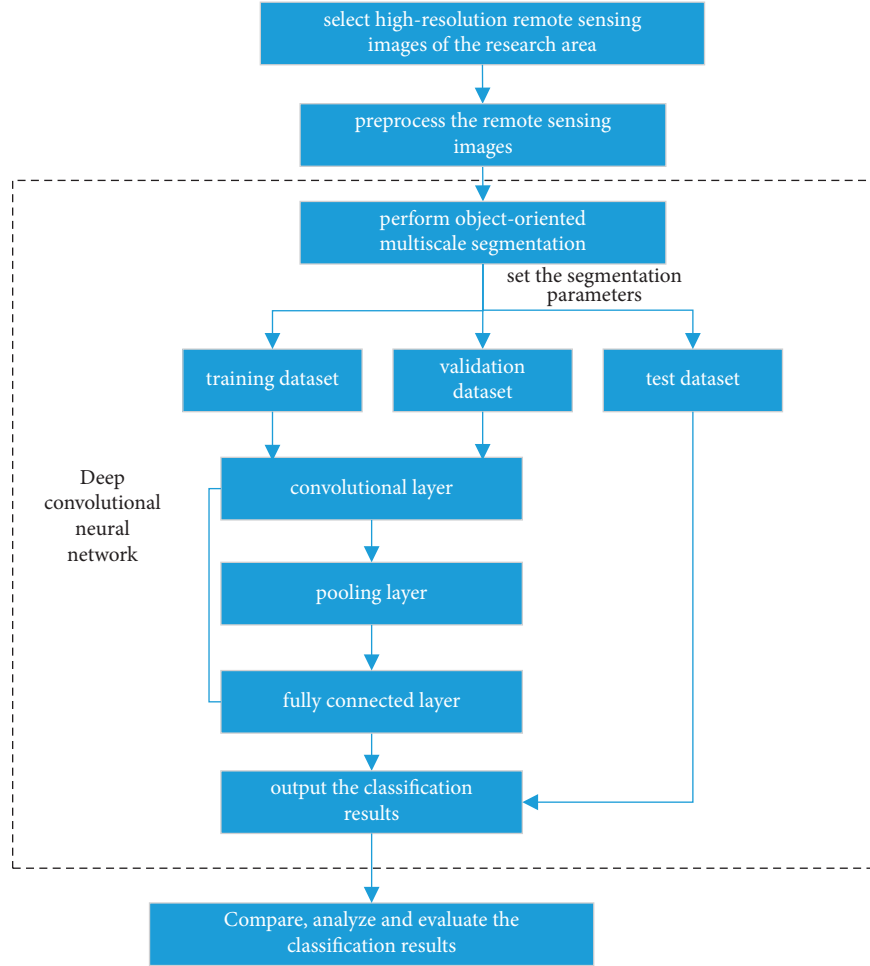 select high-resolution remote sensing
images of the research area
preprocess the remote sensing
images
perform object-oriented
multiscale segmentation
set the segmentation
parameters
training dataset
validation
dataset
test dataset
Deep
convolutional
neural
network
convolutional layer
pooling layer
fully connected layer
output the classification
results
Compare, analyze and evaluate the
classification results